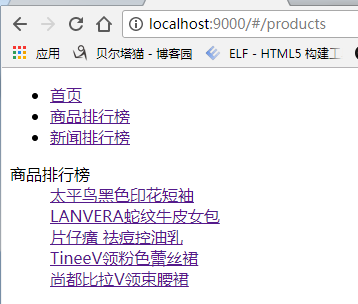 localhost:9000/#/products
应用 贝尔塔猫 - 博客园 ELF - HTML5 构建工
首页
商品排行榜
新闻排行榜
商品排行榜
太平鸟黑色印花短袖
LANVERA蛇纹牛皮女包
片仔癀 祛痘控油乳
TineeV领粉色蕾丝裙
尚都比拉V领束腰裙